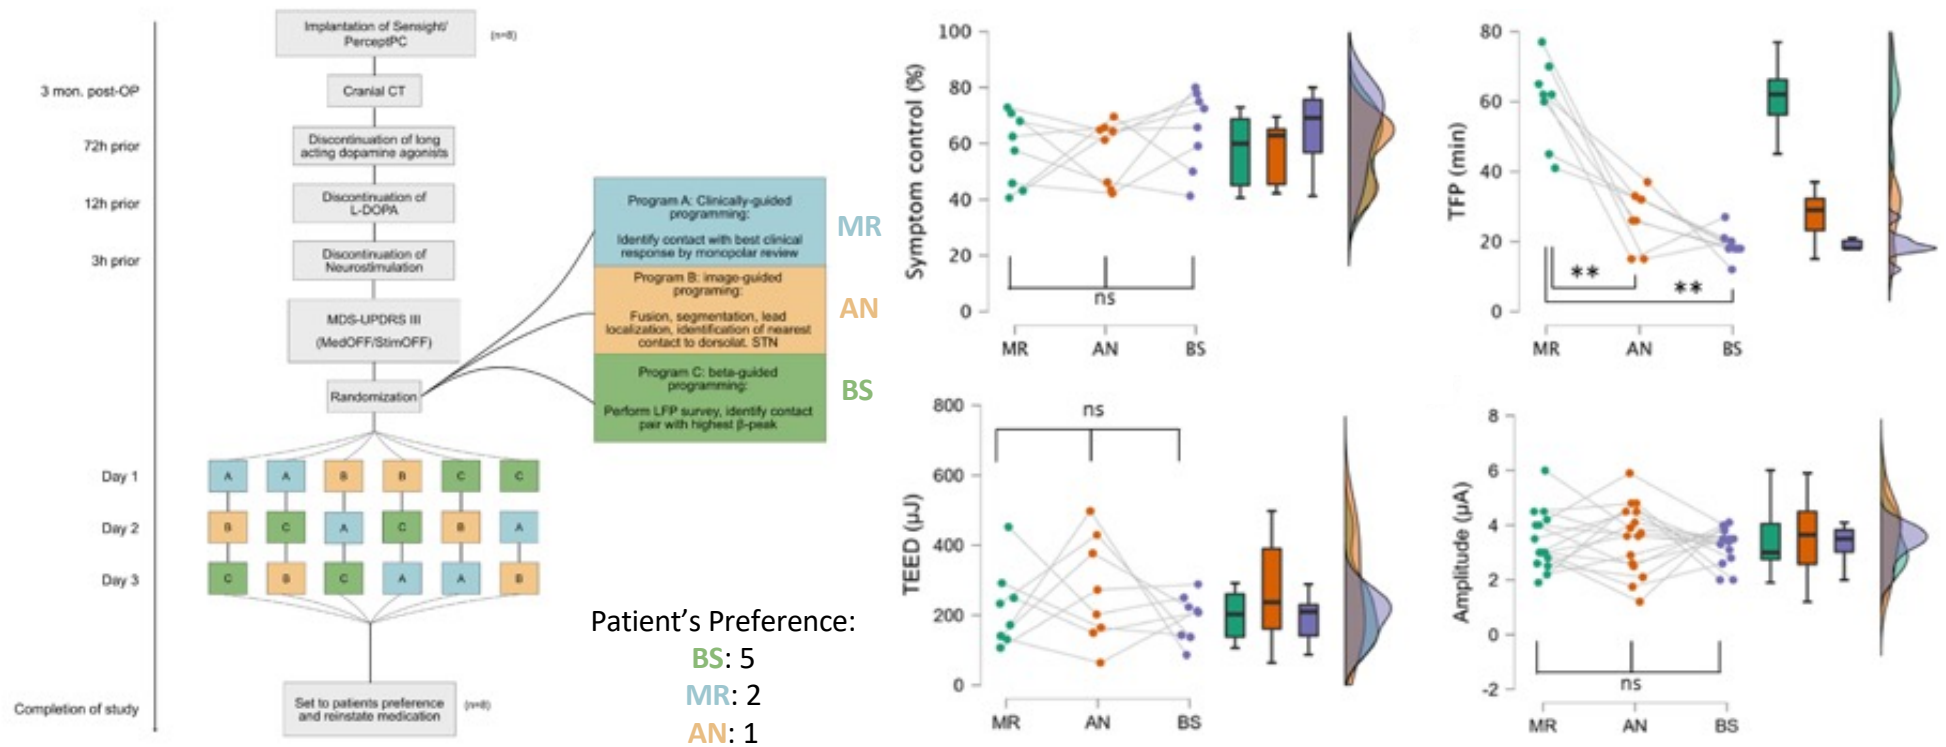 Implantation of Sensight/
PerceptPC
(n=8)
3 mon. post-OP
Cranial CT
72h prior
Discontinuation of long
acting dopamine agonists
12h prior
Discontinuation of
L-DOPA
3h prior
Discontinuation of
Neurostimulation
MDS-UPDRS III
(MedOFF/StimOFF)
Randomization
Program A: Clinically-guided
programming:
Identify contact with best clinical
response by monopolar review
MR
Program B: image-guided
programing:
Fusion, segmentation, lead
localization, identification of nearest
contact to dorsolat. STN
AN
Program C: beta-guided
programming:
Perform LFP survey, identify contact
pair with highest β-peak
BS
Day 1
A A B B C C
Day 2
B C A C B A
Day 3
C B C A A B
Completion of study
Set to patients preference
and reinstate medication
(n=8)
Patient's Preference:
BS: 5
MR: 2
AN: 1
Symptom control (%)
100
80
60
40
20
0
ns
MR AN BS
TFP (min)
80
60
40
20
0
**
**
MR AN BS
TEED (µJ)
800
600
400
200
0
ns
MR AN BS
Amplitude (µA)
8
6
4
2
0
-2
ns
MR AN BS